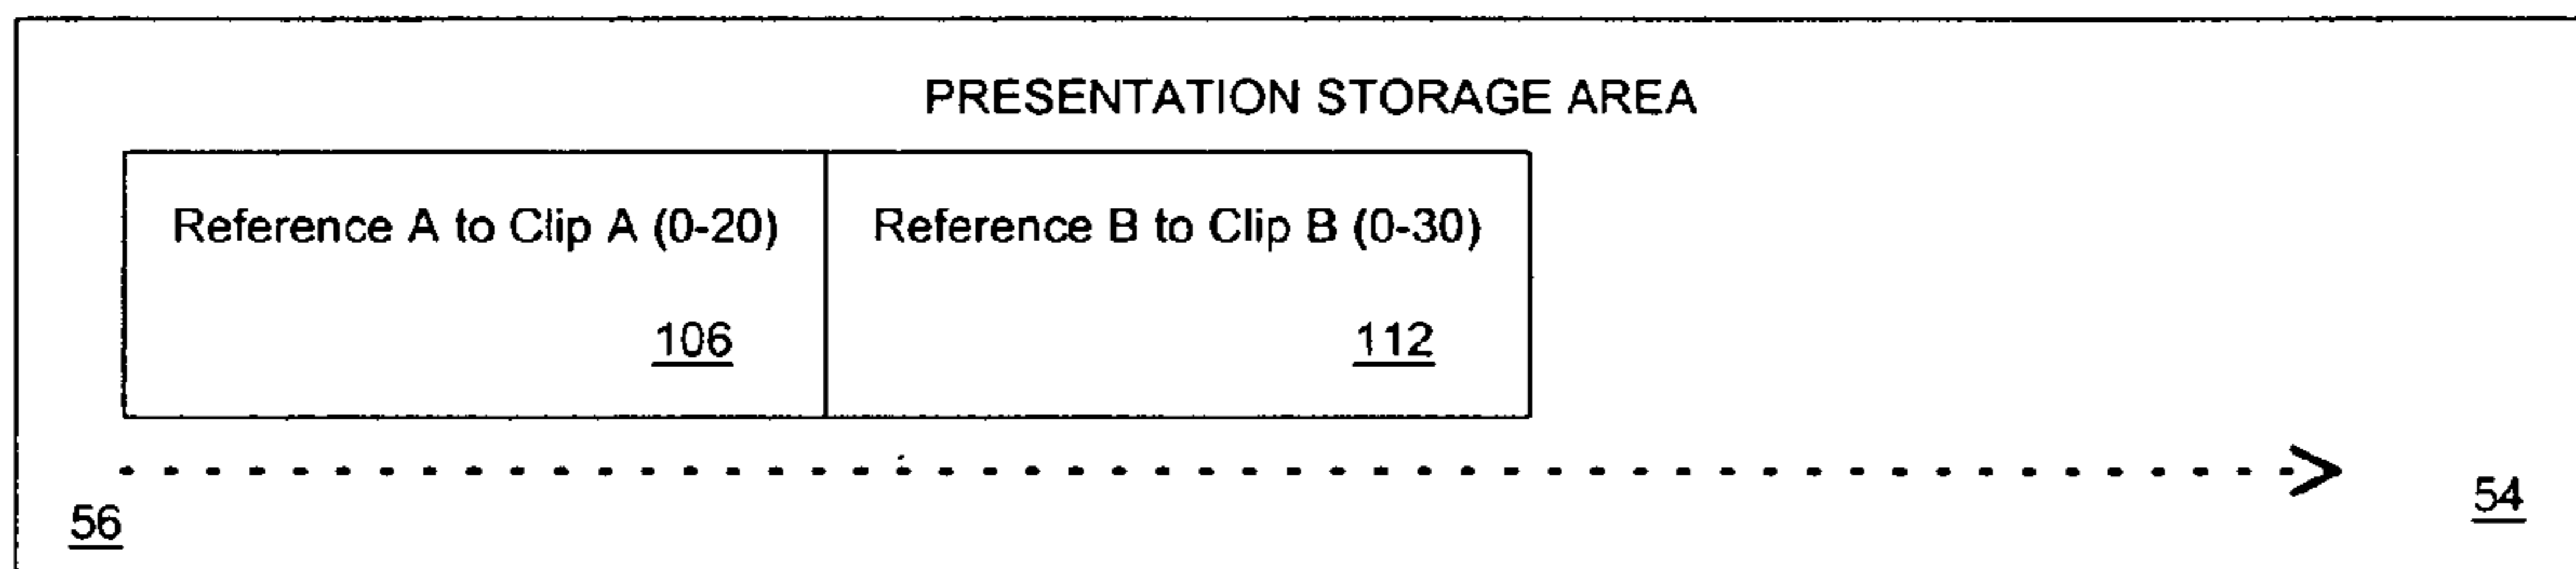 PRESENTATION STORAGE AREA
Reference A to Clip A (0-20)
Reference B to Clip B (0-30)
106
112
56
54